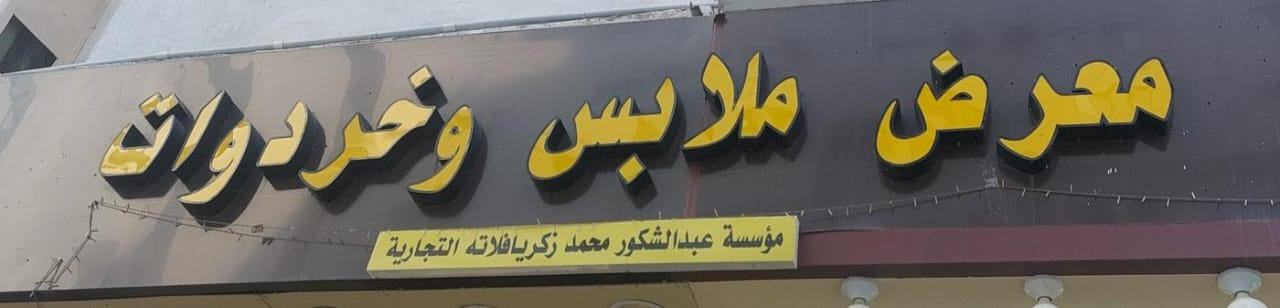 معرض ملابس وخردوات
مؤسسة عبدالشكور محمد زكريافلاته التجارية